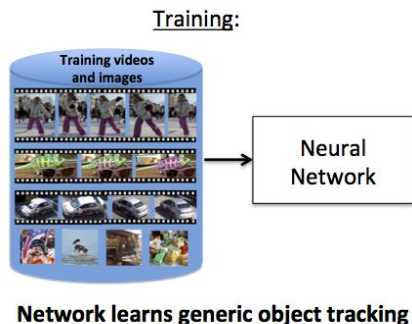 Training:
Training videos
and images
Neural
Network
Network learns generic object tracking